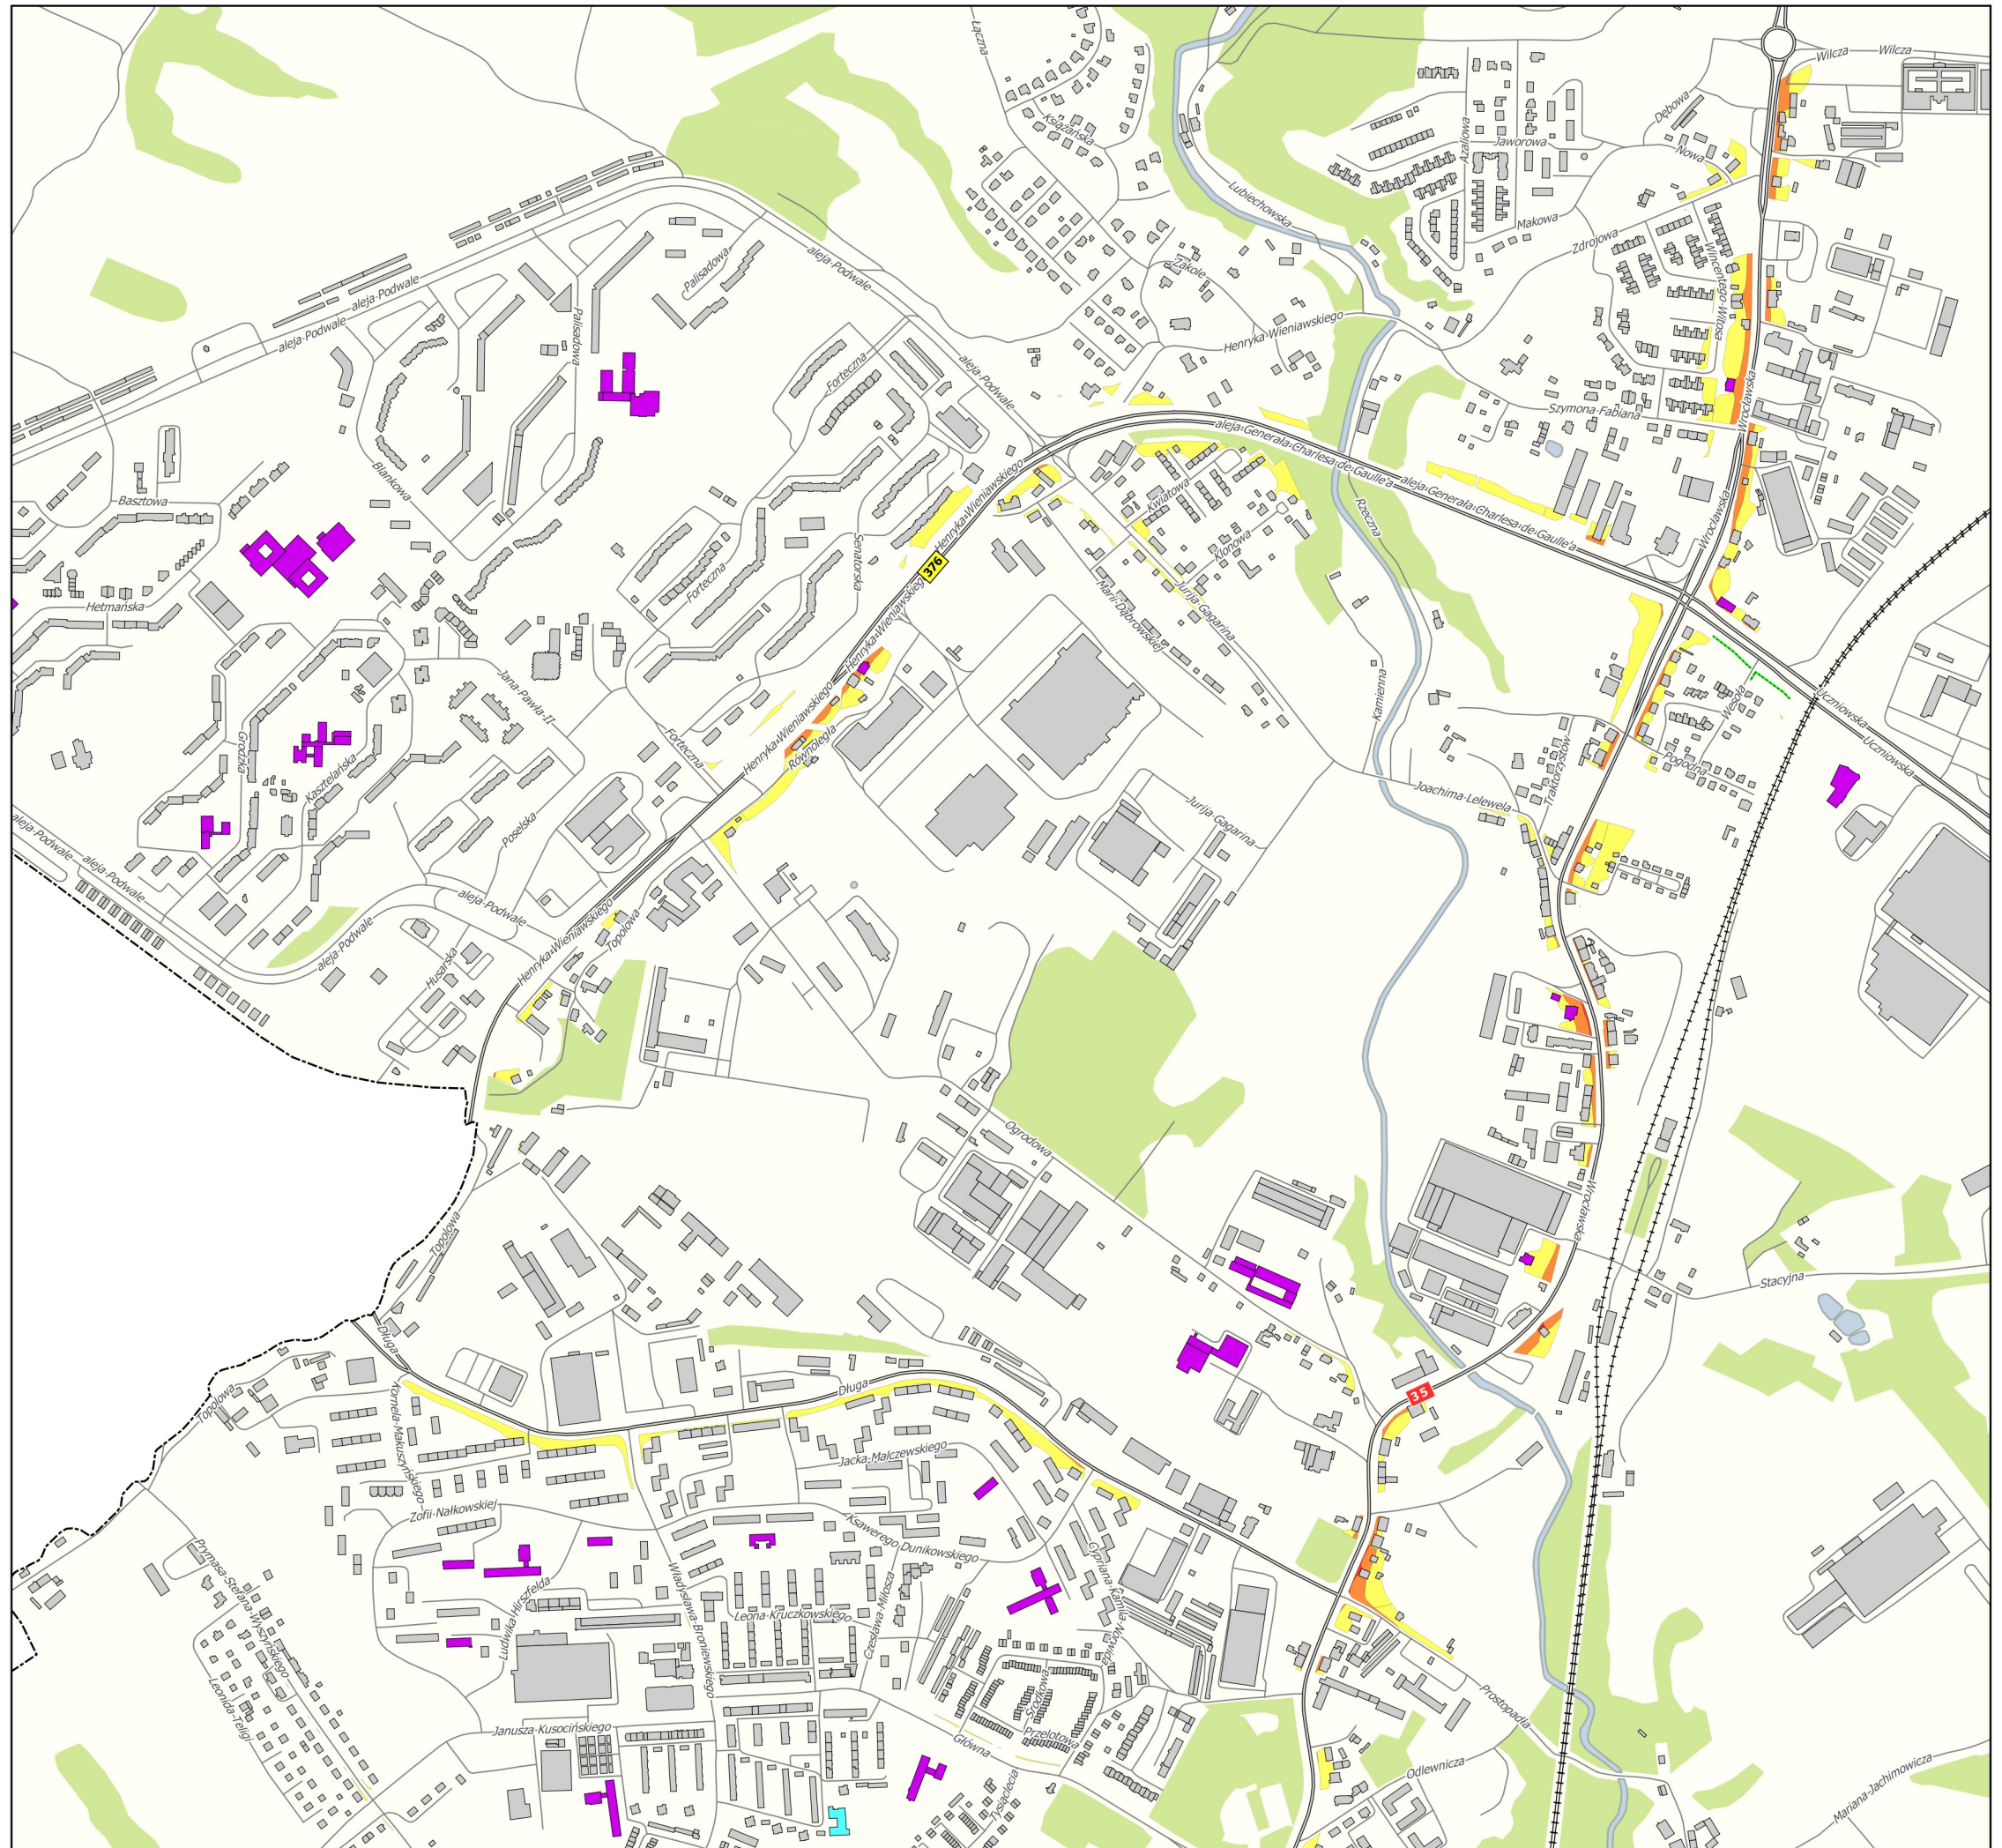 Łączna
Wilcza
Wilcza
Książańska
Dębowa
Azaliowa
Jaworowa
Nowa
Lubiechowska
Makowa
Zdrojowa
Palisadowa
aleja Podwale
Zakole
Wincentego Witosa
aleja Podwale
aleja Podwale
Palisadowa
Henryka Wieniawskiego
Forteczna
aleja Podwale
Wrocławska
Szymona Fabiana
aleja Generała Charlesa de Gaulle'a
Blankowa
Basztowa
Henryka Wieniawskiego
Kwiatowa
aleja Generała Charlesa de Gaulle'a
Rzeczna
Wrocławska
Senatorska
Klonowa
376
Forteczna
Hetmańska
Henryka Wieniawskiego
Marii Dąbrowskiej
Jurija Gagarina
Jana Pawła II
Henryka Wieniawskiego
Kamienna
Wesoła
Uczniowska
Uczniowska
Grodzka
Forteczna
Równoległa
Kasztelańska
Traktorzystów
Pogodna
Joachima Lelewela
Jurija Gagarina
Poselska
aleja Podwale
aleja Podwale
aleja Podwale
Henryka Wieniawskiego
Topolowa
aleja Podwale
Husarska
Ogrodowa
Wrocławska
Topolowa
Stacyjna
Długa
Długa
35
Topolowa
Kornela Makuszyńskiego
Jacka Malczewskiego
Zofii Nałkowskiej
Ksawerego Dunikowskiego
Prymasa Stefana Wyszyńskiego
Ludwika Hirszfelda
Władysława Broniewskiego
Leona Kruczkowskiego
Czesława Miłosza
Cypriana Kamila Norwida
Leonida Teligi
Środkowa
Prostopadła
Janusza Kusocińskiego
Przelotowa
Główna
Tysiąclecia
Odlewnicza
Mariana Jachimowicza